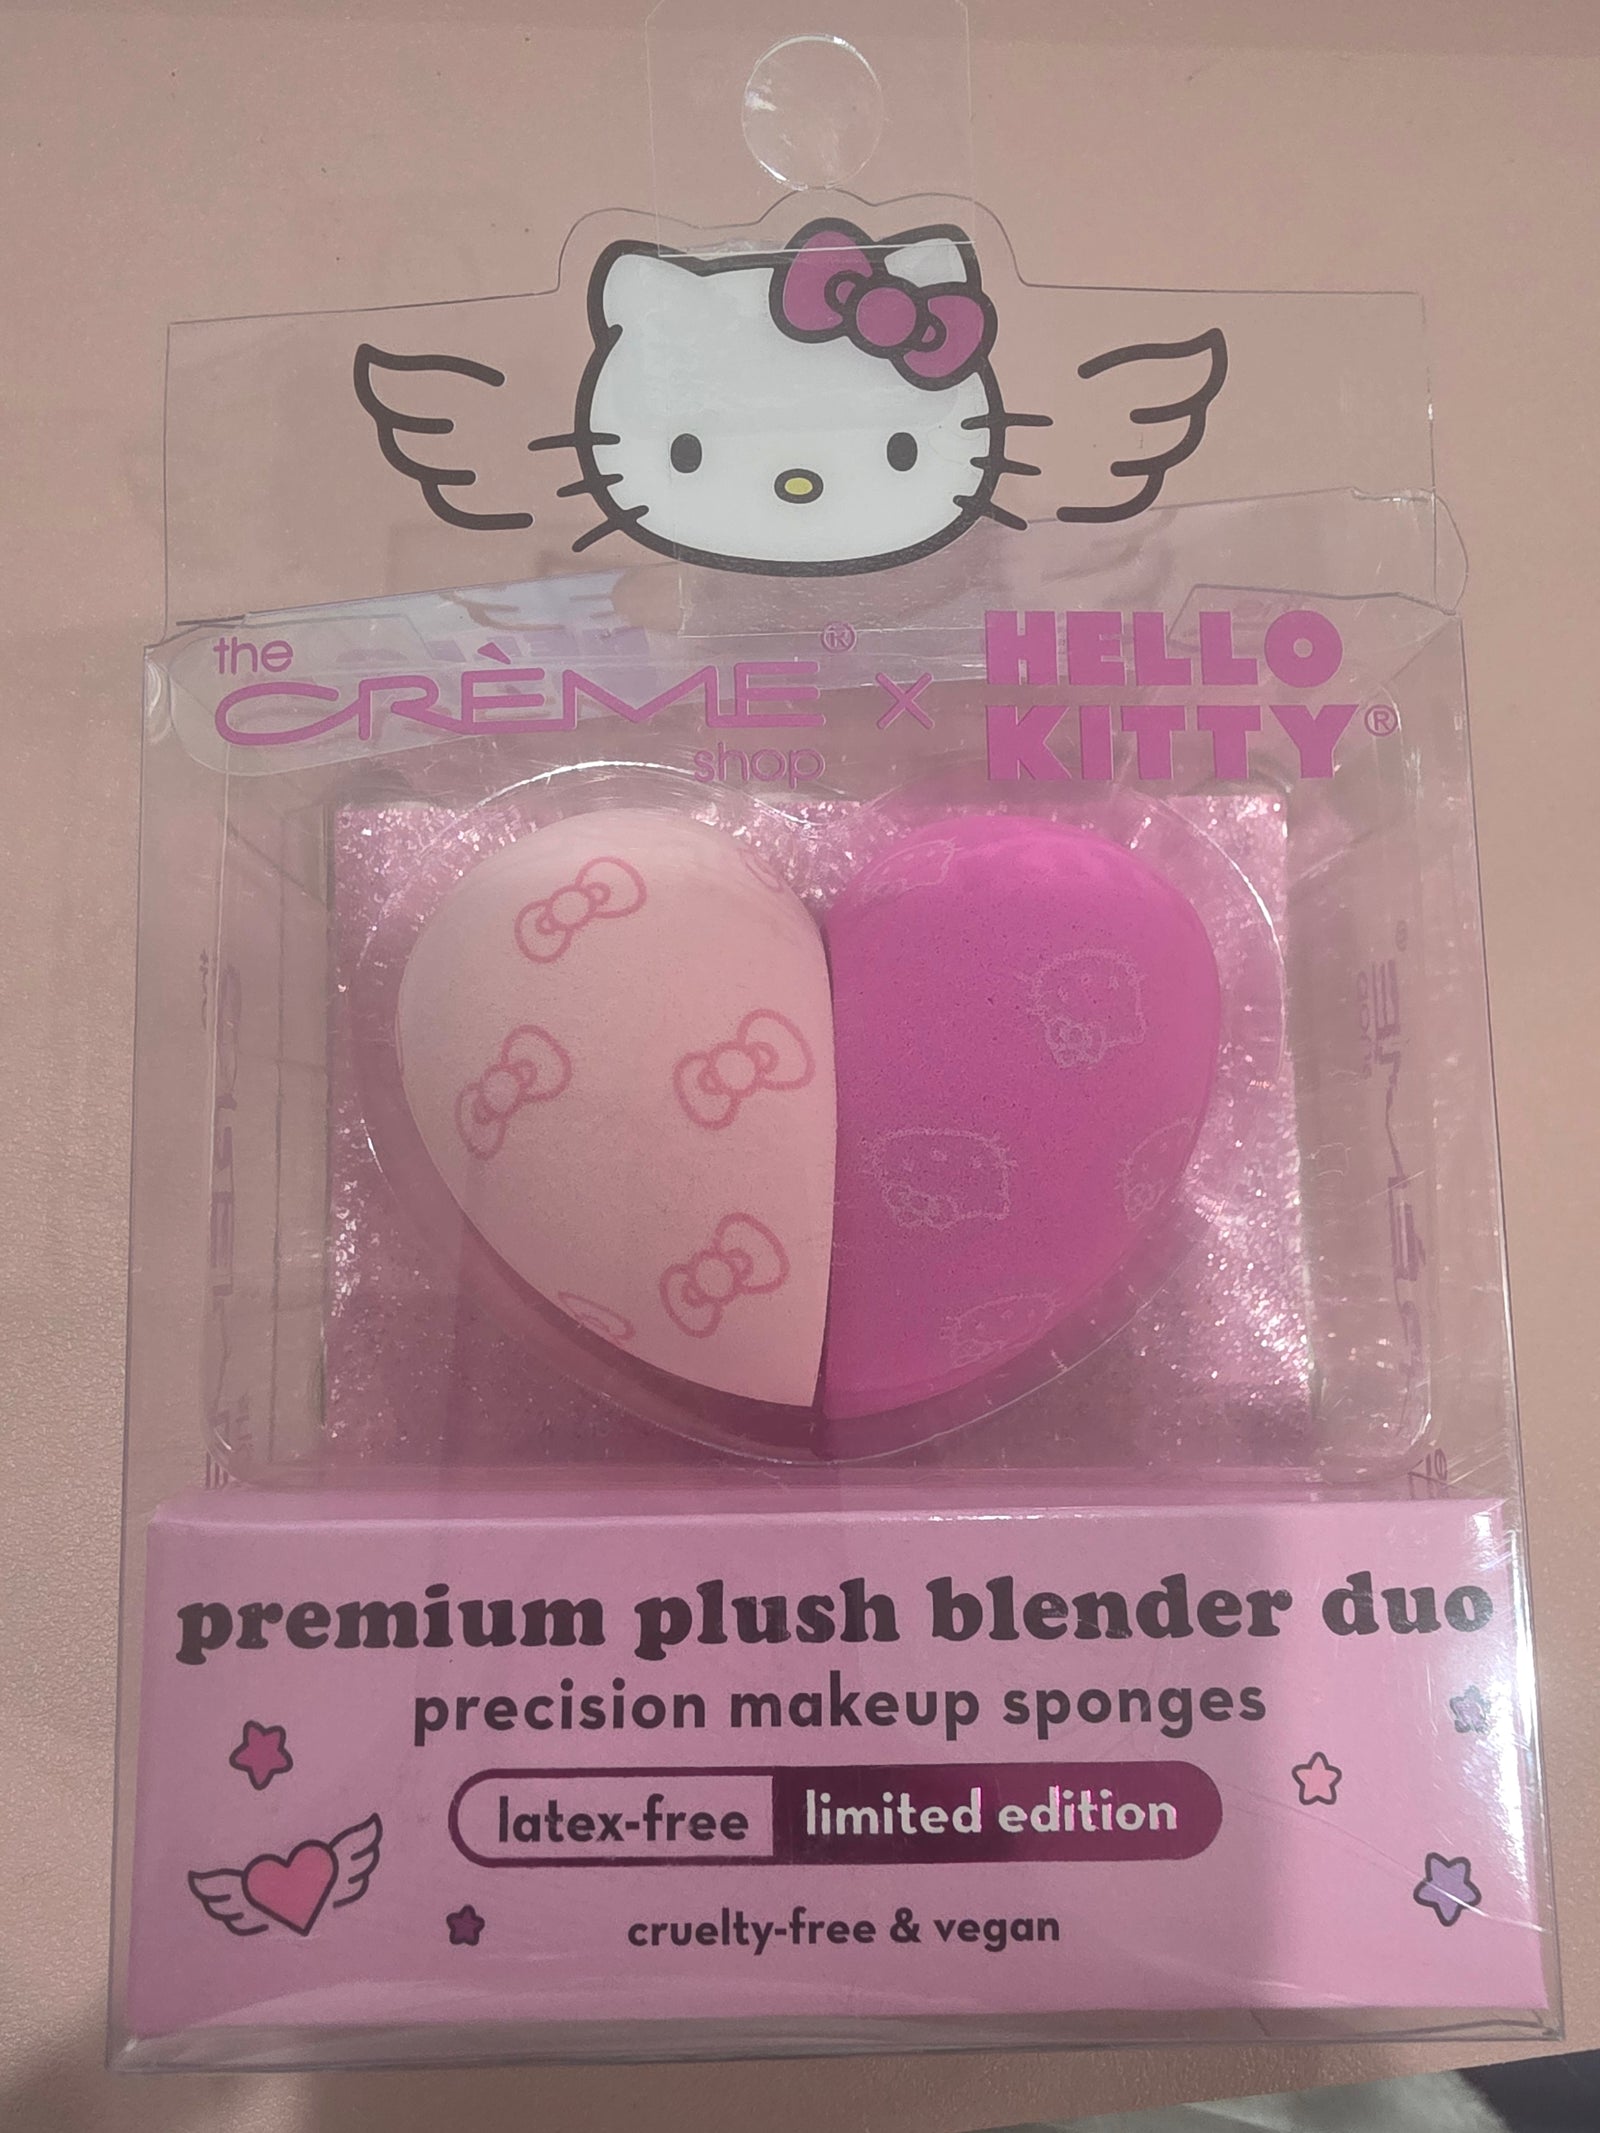 the
CRÈME®
shop
×
HELLO
KITTY®
premium plush blender duo
precision makeup sponges
latex-free limited edition
cruelty-free & vegan